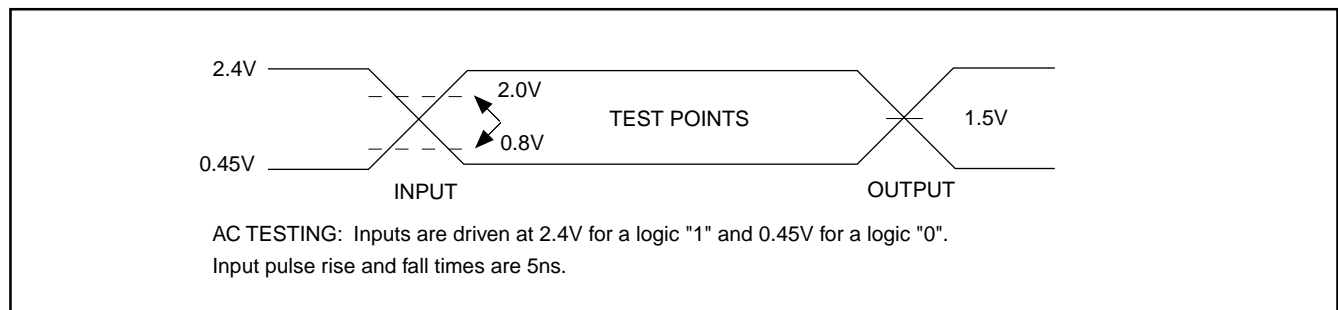 2.4V
2.0V
TEST POINTS
1.5V
0.8V
0.45V
INPUT
OUTPUT
AC TESTING: Inputs are driven at 2.4V for a logic "1" and 0.45V for a logic "0".
Input pulse rise and fall times are 5ns.